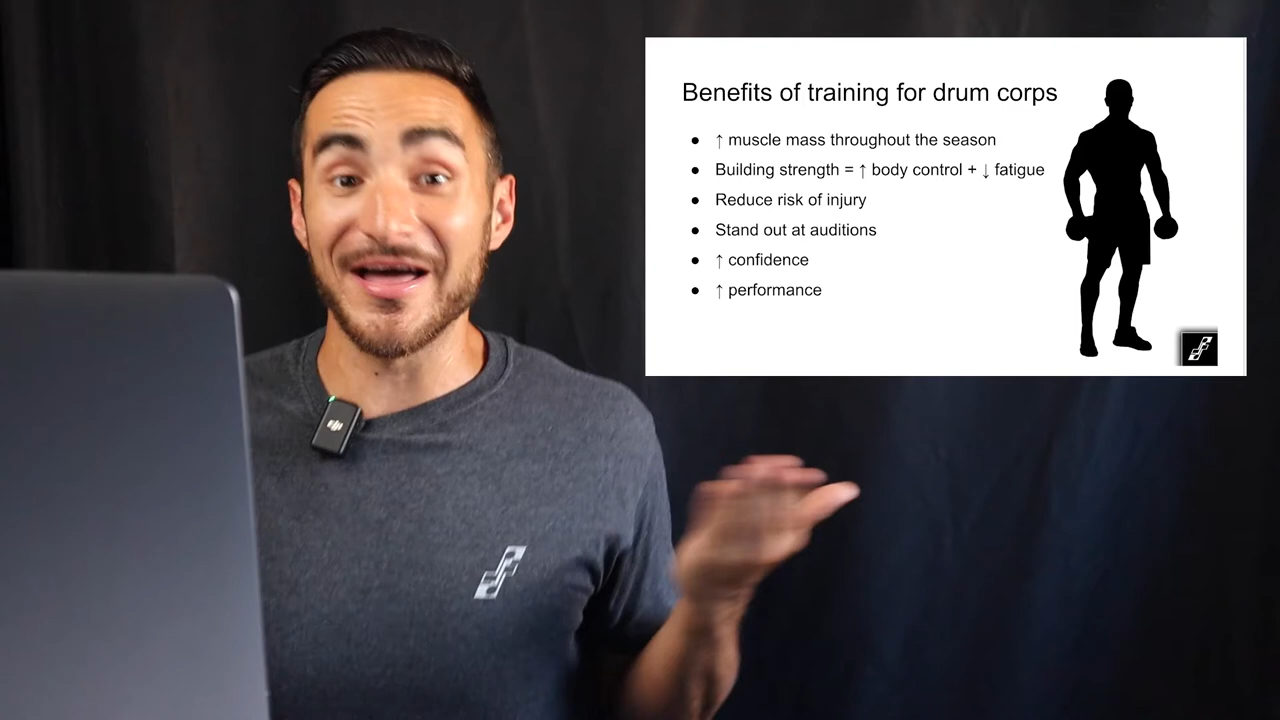 Benefits of training for drum corps
● ↑ muscle mass throughout the season
● Building strength = ↑ body control + ↓ fatigue
● Reduce risk of injury
● Stand out at auditions
● ↑ confidence
● ↑ performance
dji